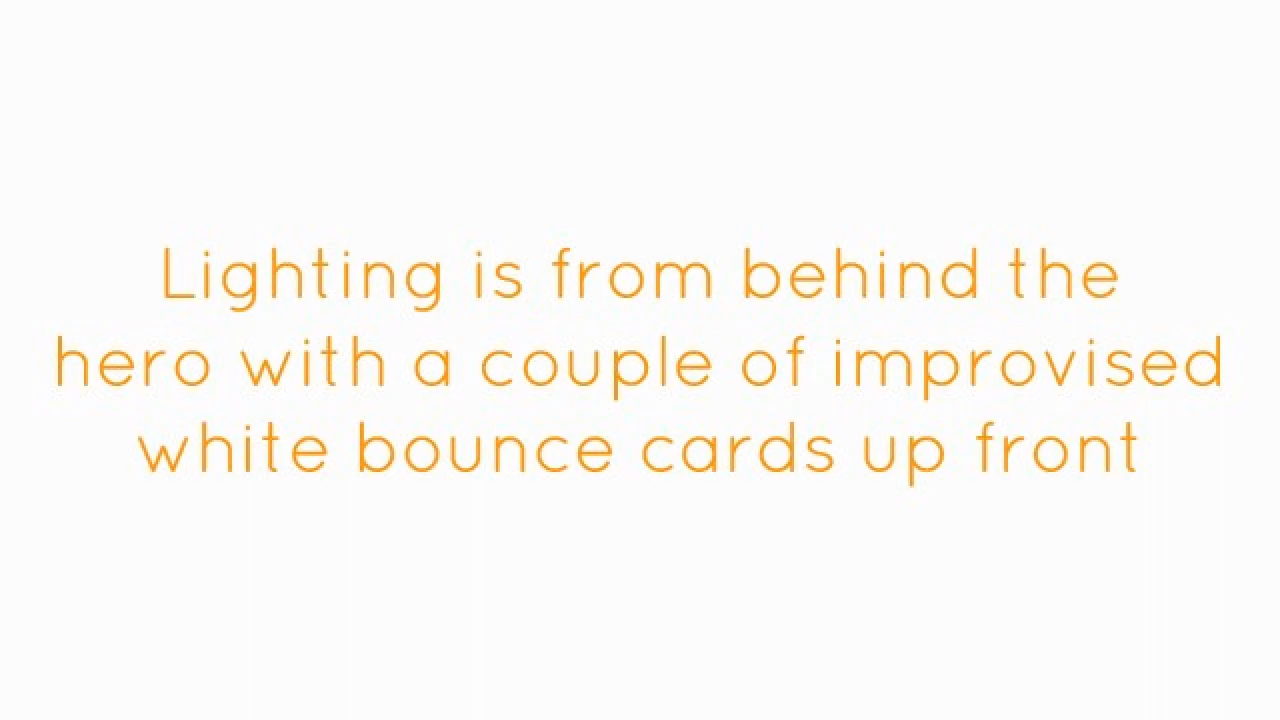 Lighting is from behind the
hero with a couple of improvised
white bounce cards up front